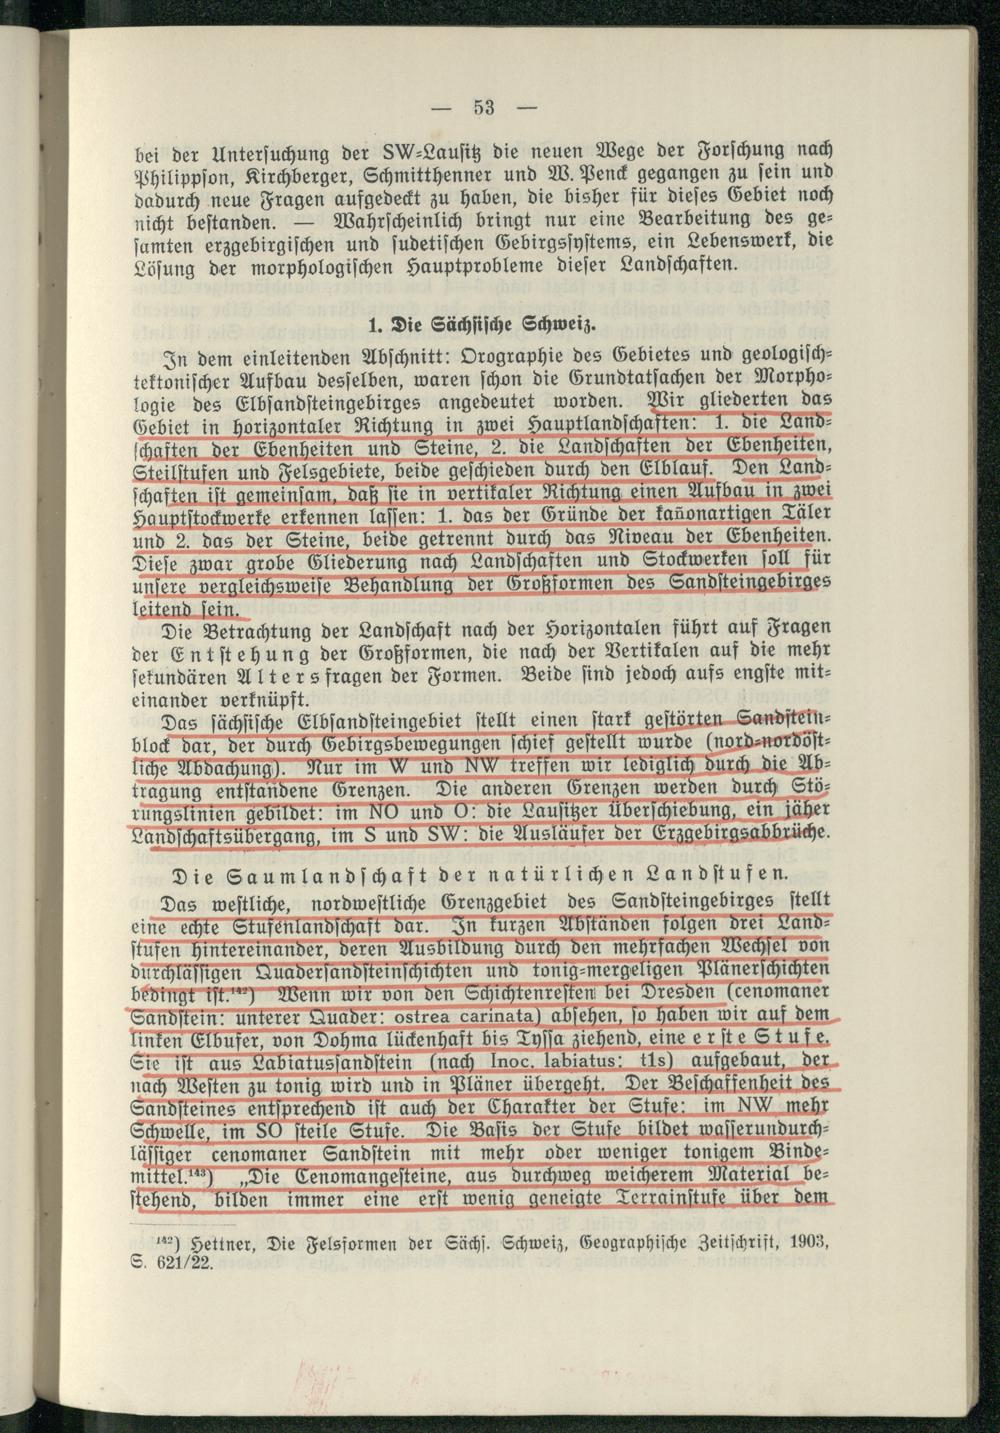 — 53 —
bei der Untersuchung der SW-Lausitz die neuen Wege der Forschung nach
Philippson, Kirchberger, Schmitthenner und W. Penck gegangen zu sein und
dadurch neue Fragen aufgedeckt zu haben, die bisher für dieses Gebiet noch
nicht bestanden. — Wahrscheinlich bringt nur eine Bearbeitung des ge-
samten erzgebirgischen und sudetischen Gebirgssystems, ein Lebenswerk, die
Lösung der morphologischen Hauptprobleme dieser Landschaften.
1. Die Sächsische Schweiz.
In dem einleitenden Abschnitt: Orographie des Gebietes und geologisch-
tektonischer Aufbau desselben, waren schon die Grundtatsachen der Morpho-
logie des Elbsandsteingebirges angedeutet worden. Wir gliederten das
Gebiet in horizontaler Richtung in zwei Hauptlandschaften: 1. die Land-
schaften der Ebenheiten und Steine, 2. die Landschaften der Ebenheiten,
Steilstufen und Felsgebiete, beide geschieden durch den Elblauf. Den Land-
schaften ist gemeinsam, daß sie in vertikaler Richtung einen Aufbau in zwei
Hauptstockwerke erkennen lassen: 1. das der Gründe der kañonartigen Täler
und 2. das der Steine, beide getrennt durch das Niveau der Ebenheiten.
Diese zwar grobe Gliederung nach Landschaften und Stockwerken soll für
unsere vergleichsweise Behandlung der Großformen des Sandsteingebirges
leitend sein.
Die Betrachtung der Landschaft nach der Horizontalen führt auf Fragen
der Entstehung der Großformen, die nach der Vertikalen auf die mehr
sekundären Altersfragen der Formen. Beide sind jedoch aufs engste mit-
einander verknüpft.
Das sächsische Elbsandsteingebiet stellt einen stark gestörten Sandstein-
block dar, der durch Gebirgsbewegungen schief gestellt wurde (nord-nordöst-
liche Abdachung). Nur im W und NW treffen wir lediglich durch die Ab-
tragung entstandene Grenzen. Die anderen Grenzen werden durch Stö-
rungslinien gebildet: im NO und O: die Lausitzer Überschiebung, ein jäher
Landschaftsübergang, im S und SW: die Ausläufer der Erzgebirgsabbrüche.
Die Saumlandschaft der natürlichen Landstufen.
Das westliche, nordwestliche Grenzgebiet des Sandsteingebirges stellt
eine echte Stufenlandschaft dar. In kurzen Abständen folgen drei Land-
stufen hintereinander, deren Ausbildung durch den mehrfachen Wechsel von
durchlässigen Quadersandsteinschichten und tonig-mergeligen Plänerschichten
bedingt ist.¹⁴²) Wenn wir von den Schichtenresten bei Dresden (cenomaner
Sandstein: unterer Quader: ostrea carinata) absehen, so haben wir auf dem
linken Elbufer, von Dohma lückenhaft bis Tyssa ziehend, eine erste Stufe.
Sie ist aus Labiatussandstein (nach Inoc. labiatus: t1s) aufgebaut, der
nach Westen zu tonig wird und in Pläner übergeht. Der Beschaffenheit des
Sandsteines entsprechend ist auch der Charakter der Stufe: im NW mehr
Schwelle, im SO steile Stufe. Die Basis der Stufe bildet wasserundurch-
lässiger cenomaner Sandstein mit mehr oder weniger tonigem Binde-
mittel.¹⁴³) „Die Cenomangesteine, aus durchweg weicherem Material be-
stehend, bilden immer eine erst wenig geneigte Terrainstufe über dem
¹⁴²) Hettner, Die Felsformen der Sächs. Schweiz, Geographische Zeitschrift, 1903,
S. 621/22.